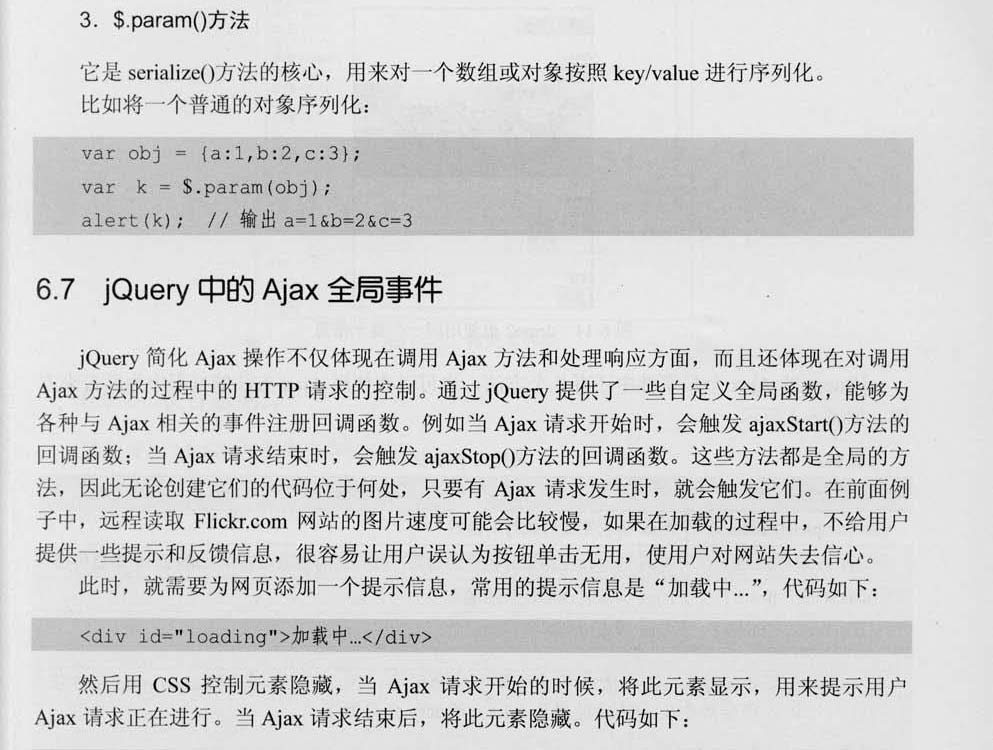 3. $.param()方法
它是 serialize()方法的核心，用来对一个数组或对象按照 key/value 进行序列化。
比如将一个普通的对象序列化：
var obj = {a:1,b:2,c:3};
var k = $.param(obj);
alert(k); // 输出 a=1&b=2&c=3
6.7 jQuery 中的 Ajax 全局事件
jQuery 简化 Ajax 操作不仅体现在调用 Ajax 方法和处理响应方面，而且还体现在对调用
Ajax 方法的过程中的 HTTP 请求的控制。通过 jQuery 提供了一些自定义全局函数，能够为
各种与 Ajax 相关的事件注册回调函数。例如当 Ajax 请求开始时，会触发 ajaxStart()方法的
回调函数；当 Ajax 请求结束时，会触发 ajaxStop()方法的回调函数。这些方法都是全局的方
法，因此无论创建它们的代码位于何处，只要有 Ajax 请求发生时，就会触发它们。在前面例
子中，远程读取 Flickr.com 网站的图片速度可能会比较慢，如果在加载的过程中，不给用户
提供一些提示和反馈信息，很容易让用户误认为按钮单击无用，使用户对网站失去信心。
此时，就需要为网页添加一个提示信息，常用的提示信息是“加载中...”，代码如下：
<div id="loading">加载中...</div>
然后用 CSS 控制元素隐藏，当 Ajax 请求开始的时候，将此元素显示，用来提示用户
Ajax 请求正在进行。当 Ajax 请求结束后，将此元素隐藏。代码如下：